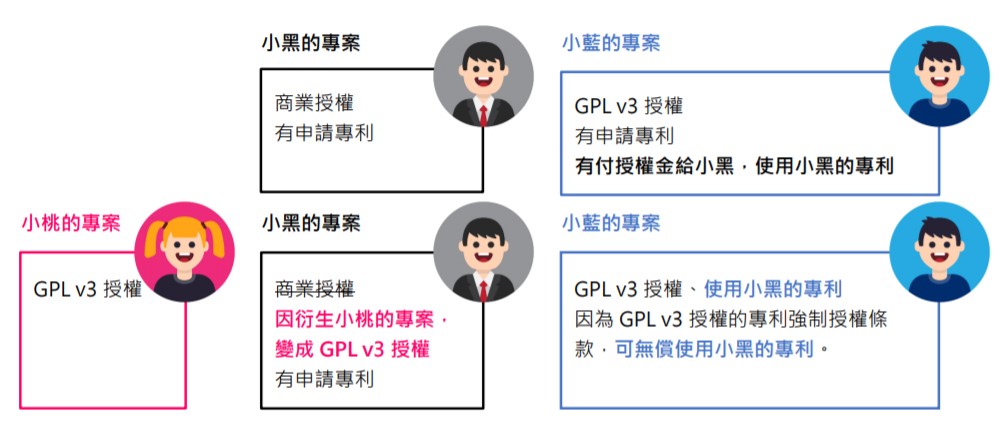 小黑的專案
商業授權
有申請專利
小藍的專案
GPL v3 授權
有申請專利
有付授權金給小黑，使用小黑的專利
小桃的專案
GPL v3 授權
小黑的專案
商業授權
因衍生小桃的專案，
變成 GPL v3 授權
有申請專利
小藍的專案
GPL v3 授權、使用小黑的專利
因為 GPL v3 授權的專利強制授權條
款，可無償使用小黑的專利。